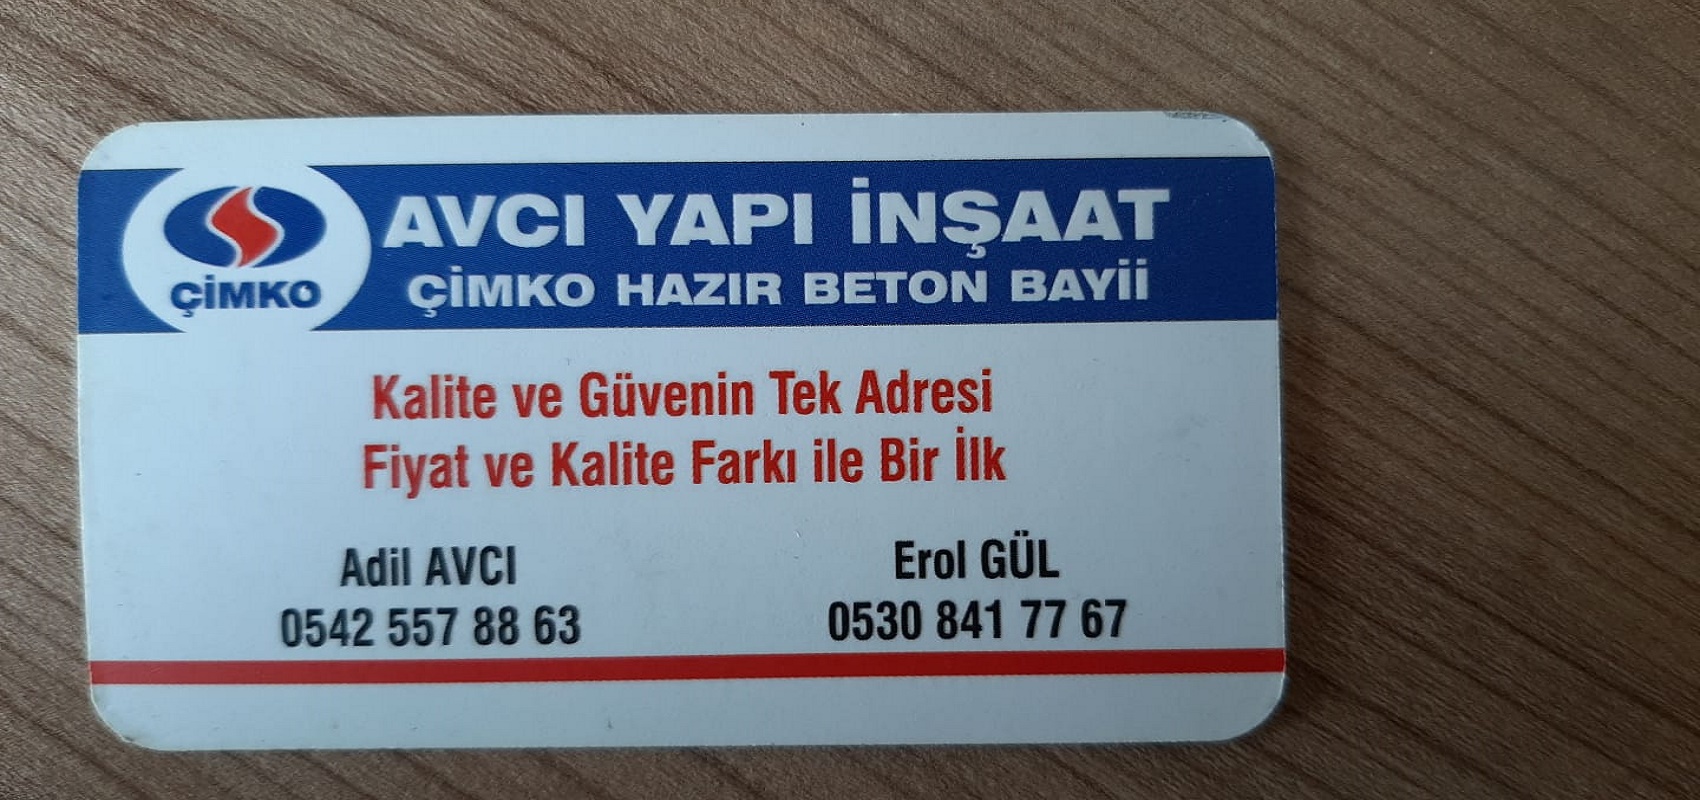 ÇİMKO
AVCI YAPI İNŞAAT
ÇİMKO HAZIR BETON BAYİİ
Kalite ve Güvenin Tek Adresi
Fiyat ve Kalite Farkı ile Bir İlk
Adil AVCI
0542 557 88 63
Erol GÜL
0530 841 77 67